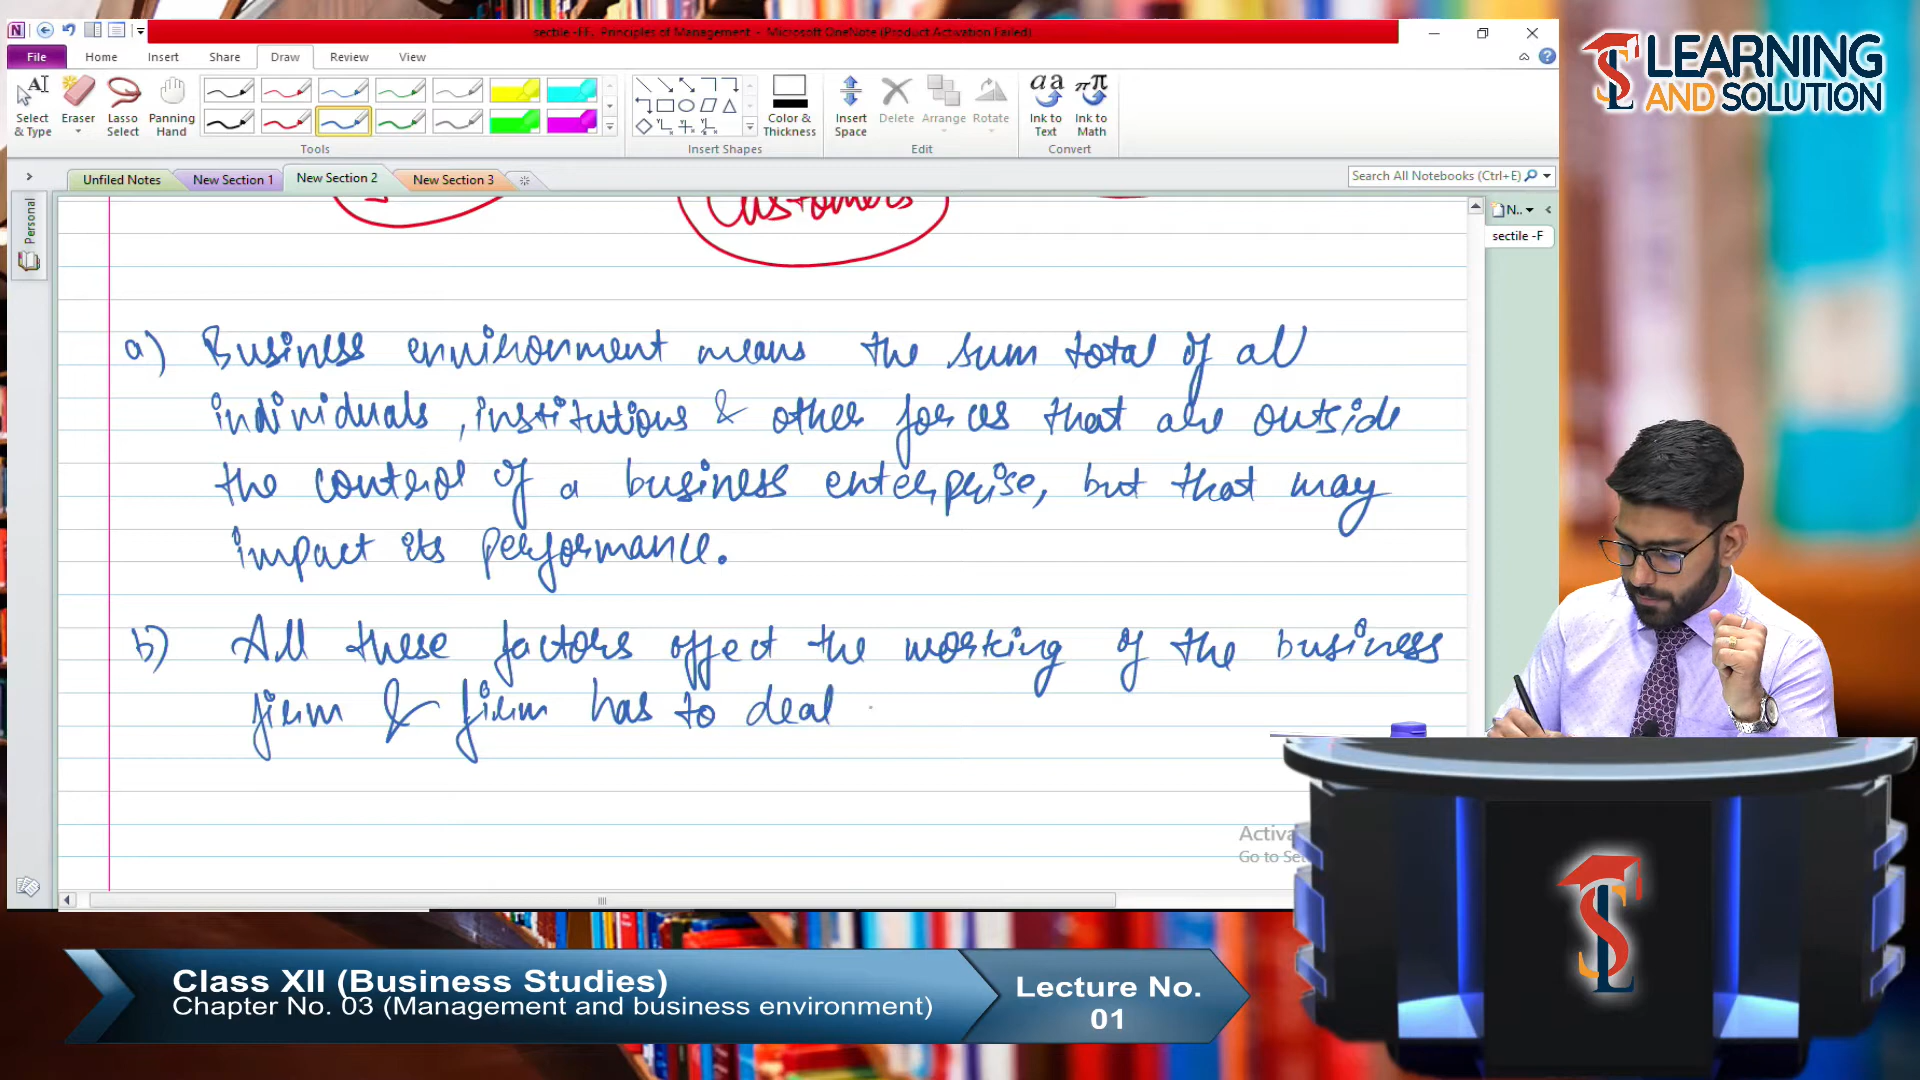 sectile -FF.. Principles of Management - Microsoft OneNote (Product Activation Failed)
File Home Insert Share Draw Review View
Select & Type
Eraser
Lasso Select
Panning Hand
Tools
Insert Shapes
Color & Thickness
Insert Space
Delete
Arrange
Rotate
Edit
Ink to Text
Ink to Math
Convert
Unfiled Notes New Section 1 New Section 2 New Section 3
Search All Notebooks (Ctrl+E)
Personal
N..
sectile -F
Customers
a) Business environment means the sum total of all
individuals, institutions & other forces that are outside
the control of a business enterprise, but that may
impact its performance.
b) All these factors affect the working of the business
firm & firm has to deal
Activa
Go to Se
LEARNING
AND SOLUTION
Class XII (Business Studies)
Chapter No. 03 (Management and business environment)
Lecture No.
01